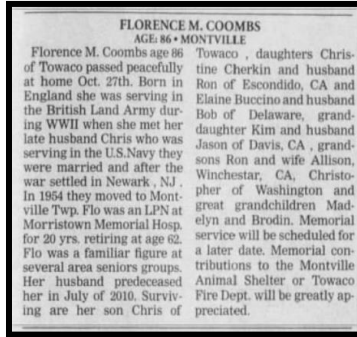 FLORENCE M. COOMBS
AGE: 86 • MONTVILLE
Florence M. Coombs age 86
of Towaco passed peacefully
at home Oct. 27th. Born in
England she was serving in
the British Land Army dur-
ing WWII when she met her
late husband Chris who was
serving in the U.S.Navy they
were married and after the
war settled in Newark , NJ .
In 1954 they moved to Mont-
ville Twp. Flo was an LPN at
Morristown Memorial Hosp.
for 20 yrs. retiring at age 62.
Flo was a familiar figure at
several area seniors groups.
Her husband predeceased
her in July of 2010. Surviv-
ing are her son Chris of
Towaco , daughters Chris-
tine Cherkin and husband
Ron of Escondido, CA and
Elaine Buccino and husband
Bob of Delaware, grand-
daughter Kim and husband
Jason of Davis, CA , grand-
sons Ron and wife Allison,
Winchestar, CA, Christo-
pher of Washington and
great grandchildren Mad-
elyn and Brodin. Memorial
service will be scheduled for
a later date. Memorial con-
tributions to the Montville
Animal Shelter or Towaco
Fire Dept. will be greatly ap-
preciated.